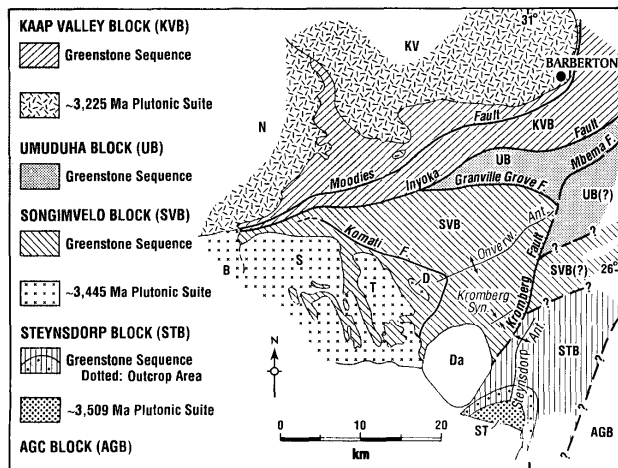 KAAP VALLEY BLOCK (KVB)
Greenstone Sequence
~3,225 Ma Plutonic Suite
UMUDUHA BLOCK (UB)
Greenstone Sequence
SONGIMVELO BLOCK (SVB)
Greenstone Sequence
~3,445 Ma Plutonic Suite
STEYNSDORP BLOCK (STB)
Greenstone Sequence
Dotted: Outcrop Area
~3,509 Ma Plutonic Suite
AGC BLOCK (AGB)
31°
KV
BARBERTON
N
Fault
KVB
Fault
Moodies
Inyoka
UB
Mbema F.
Granville Grove F.
UB(?)
SVB
Ant.
Onverw.
Komati F.
Fault
SVB(?)
26°
B
S
T
D
Kromberg
Syn.
Kromberg
?
?
?
?
N
Da
Ant.
STB
Steynsdorp
?
?
ST
AGB
?
0
10
20
km